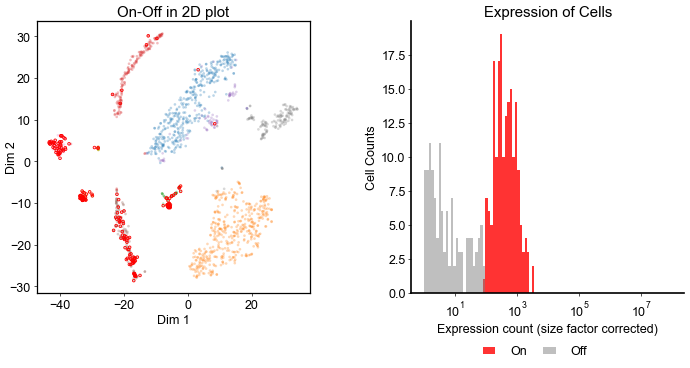 On-Off in 2D plot
30
20
10
0
−10
−20
−30
Dim 2
−40
−20
0
20
Dim 1
Expression of Cells
17.5
15.0
12.5
10.0
7.5
5.0
2.5
0.0
Cell Counts
10^1
10^3
10^5
10^7
Expression count (size factor corrected)
On
Off